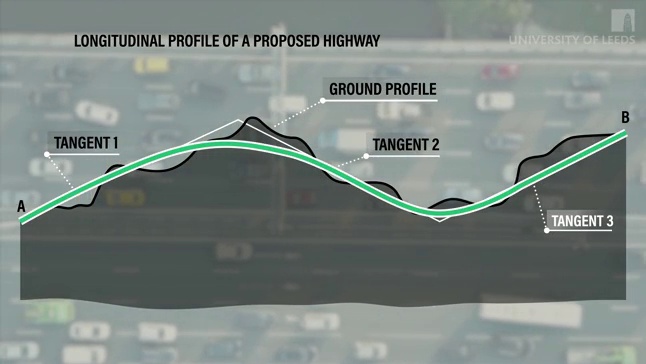 LONGITUDINAL PROFILE OF A PROPOSED HIGHWAY
UNIVERSITY OF LEEDS
GROUND PROFILE
B
TANGENT 1
TANGENT 2
A
TANGENT 3